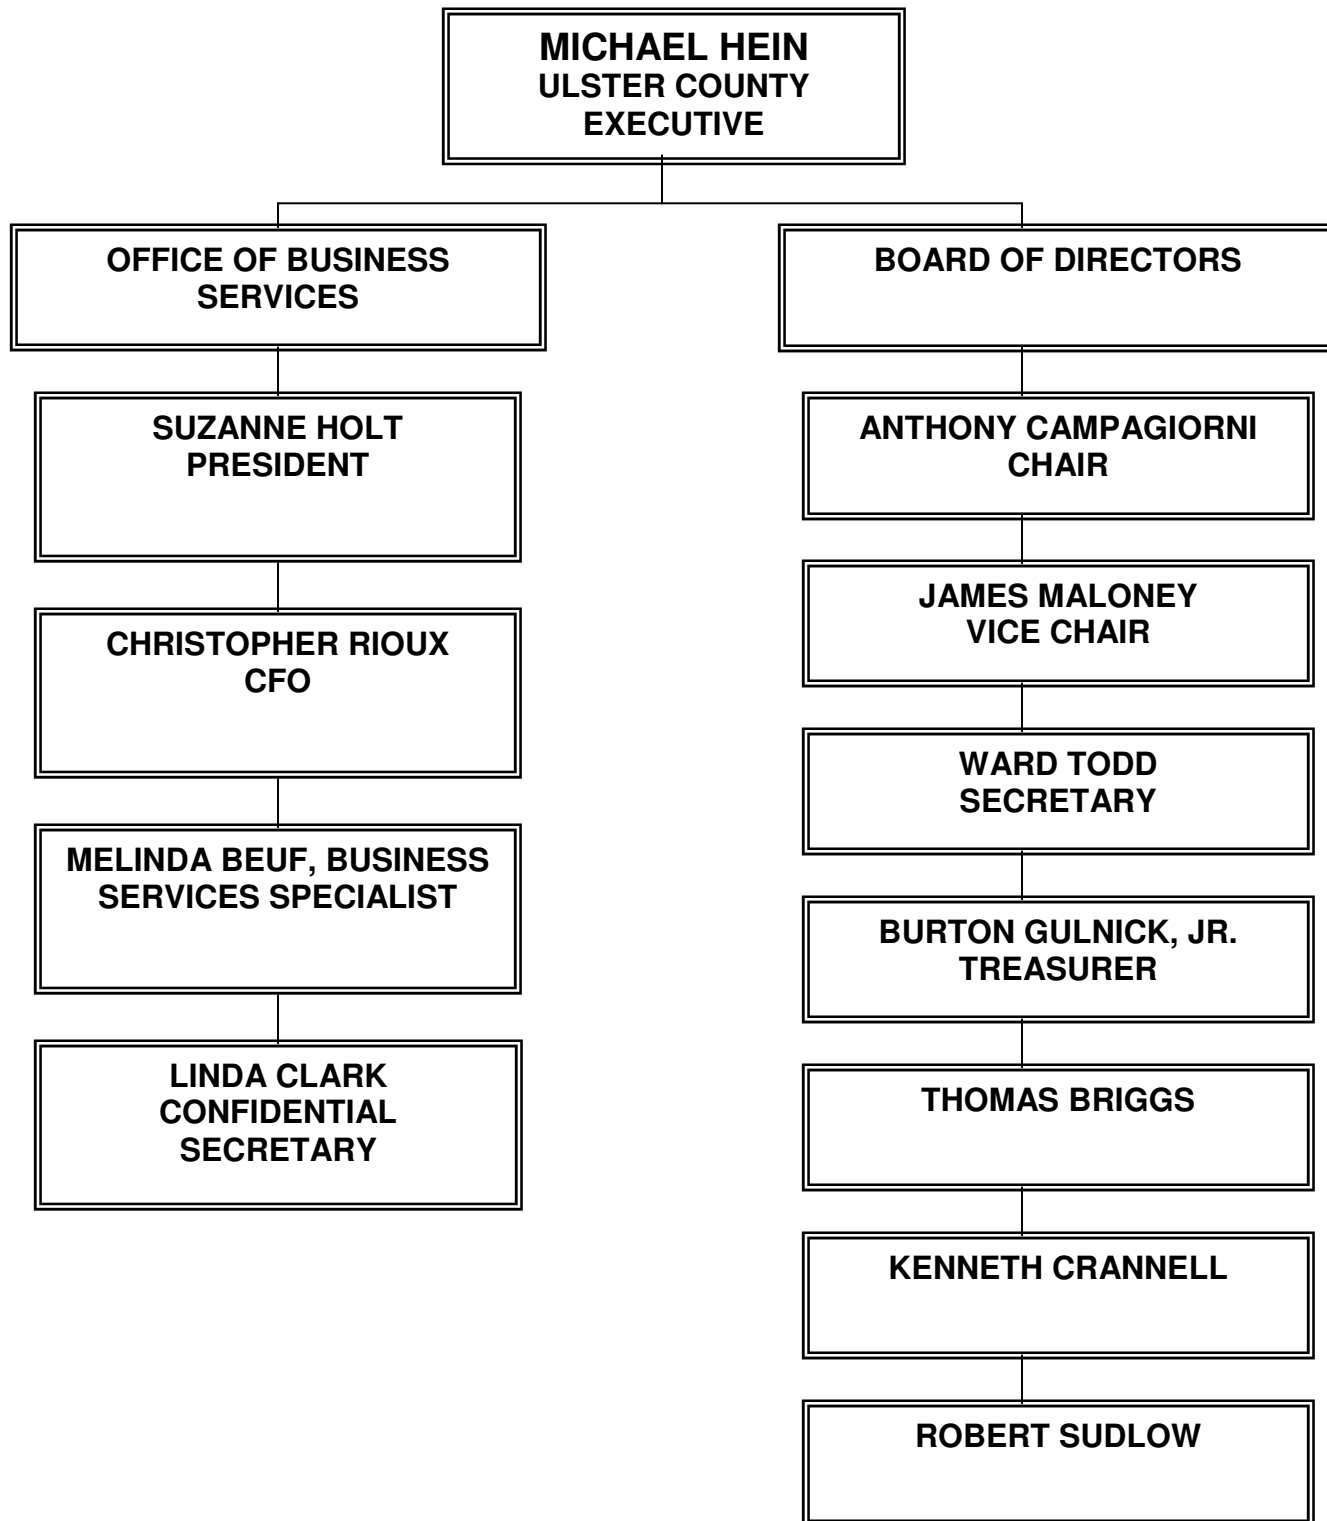 MICHAEL HEIN
ULSTER COUNTY
EXECUTIVE
OFFICE OF BUSINESS
SERVICES
SUZANNE HOLT
PRESIDENT
CHRISTOPHER RIOUX
CFO
MELINDA BEUF, BUSINESS
SERVICES SPECIALIST
LINDA CLARK
CONFIDENTIAL
SECRETARY
BOARD OF DIRECTORS
ANTHONY CAMPAGIORNI
CHAIR
JAMES MALONEY
VICE CHAIR
WARD TODD
SECRETARY
BURTON GULNICK, JR.
TREASURER
THOMAS BRIGGS
KENNETH CRANNELL
ROBERT SUDLOW